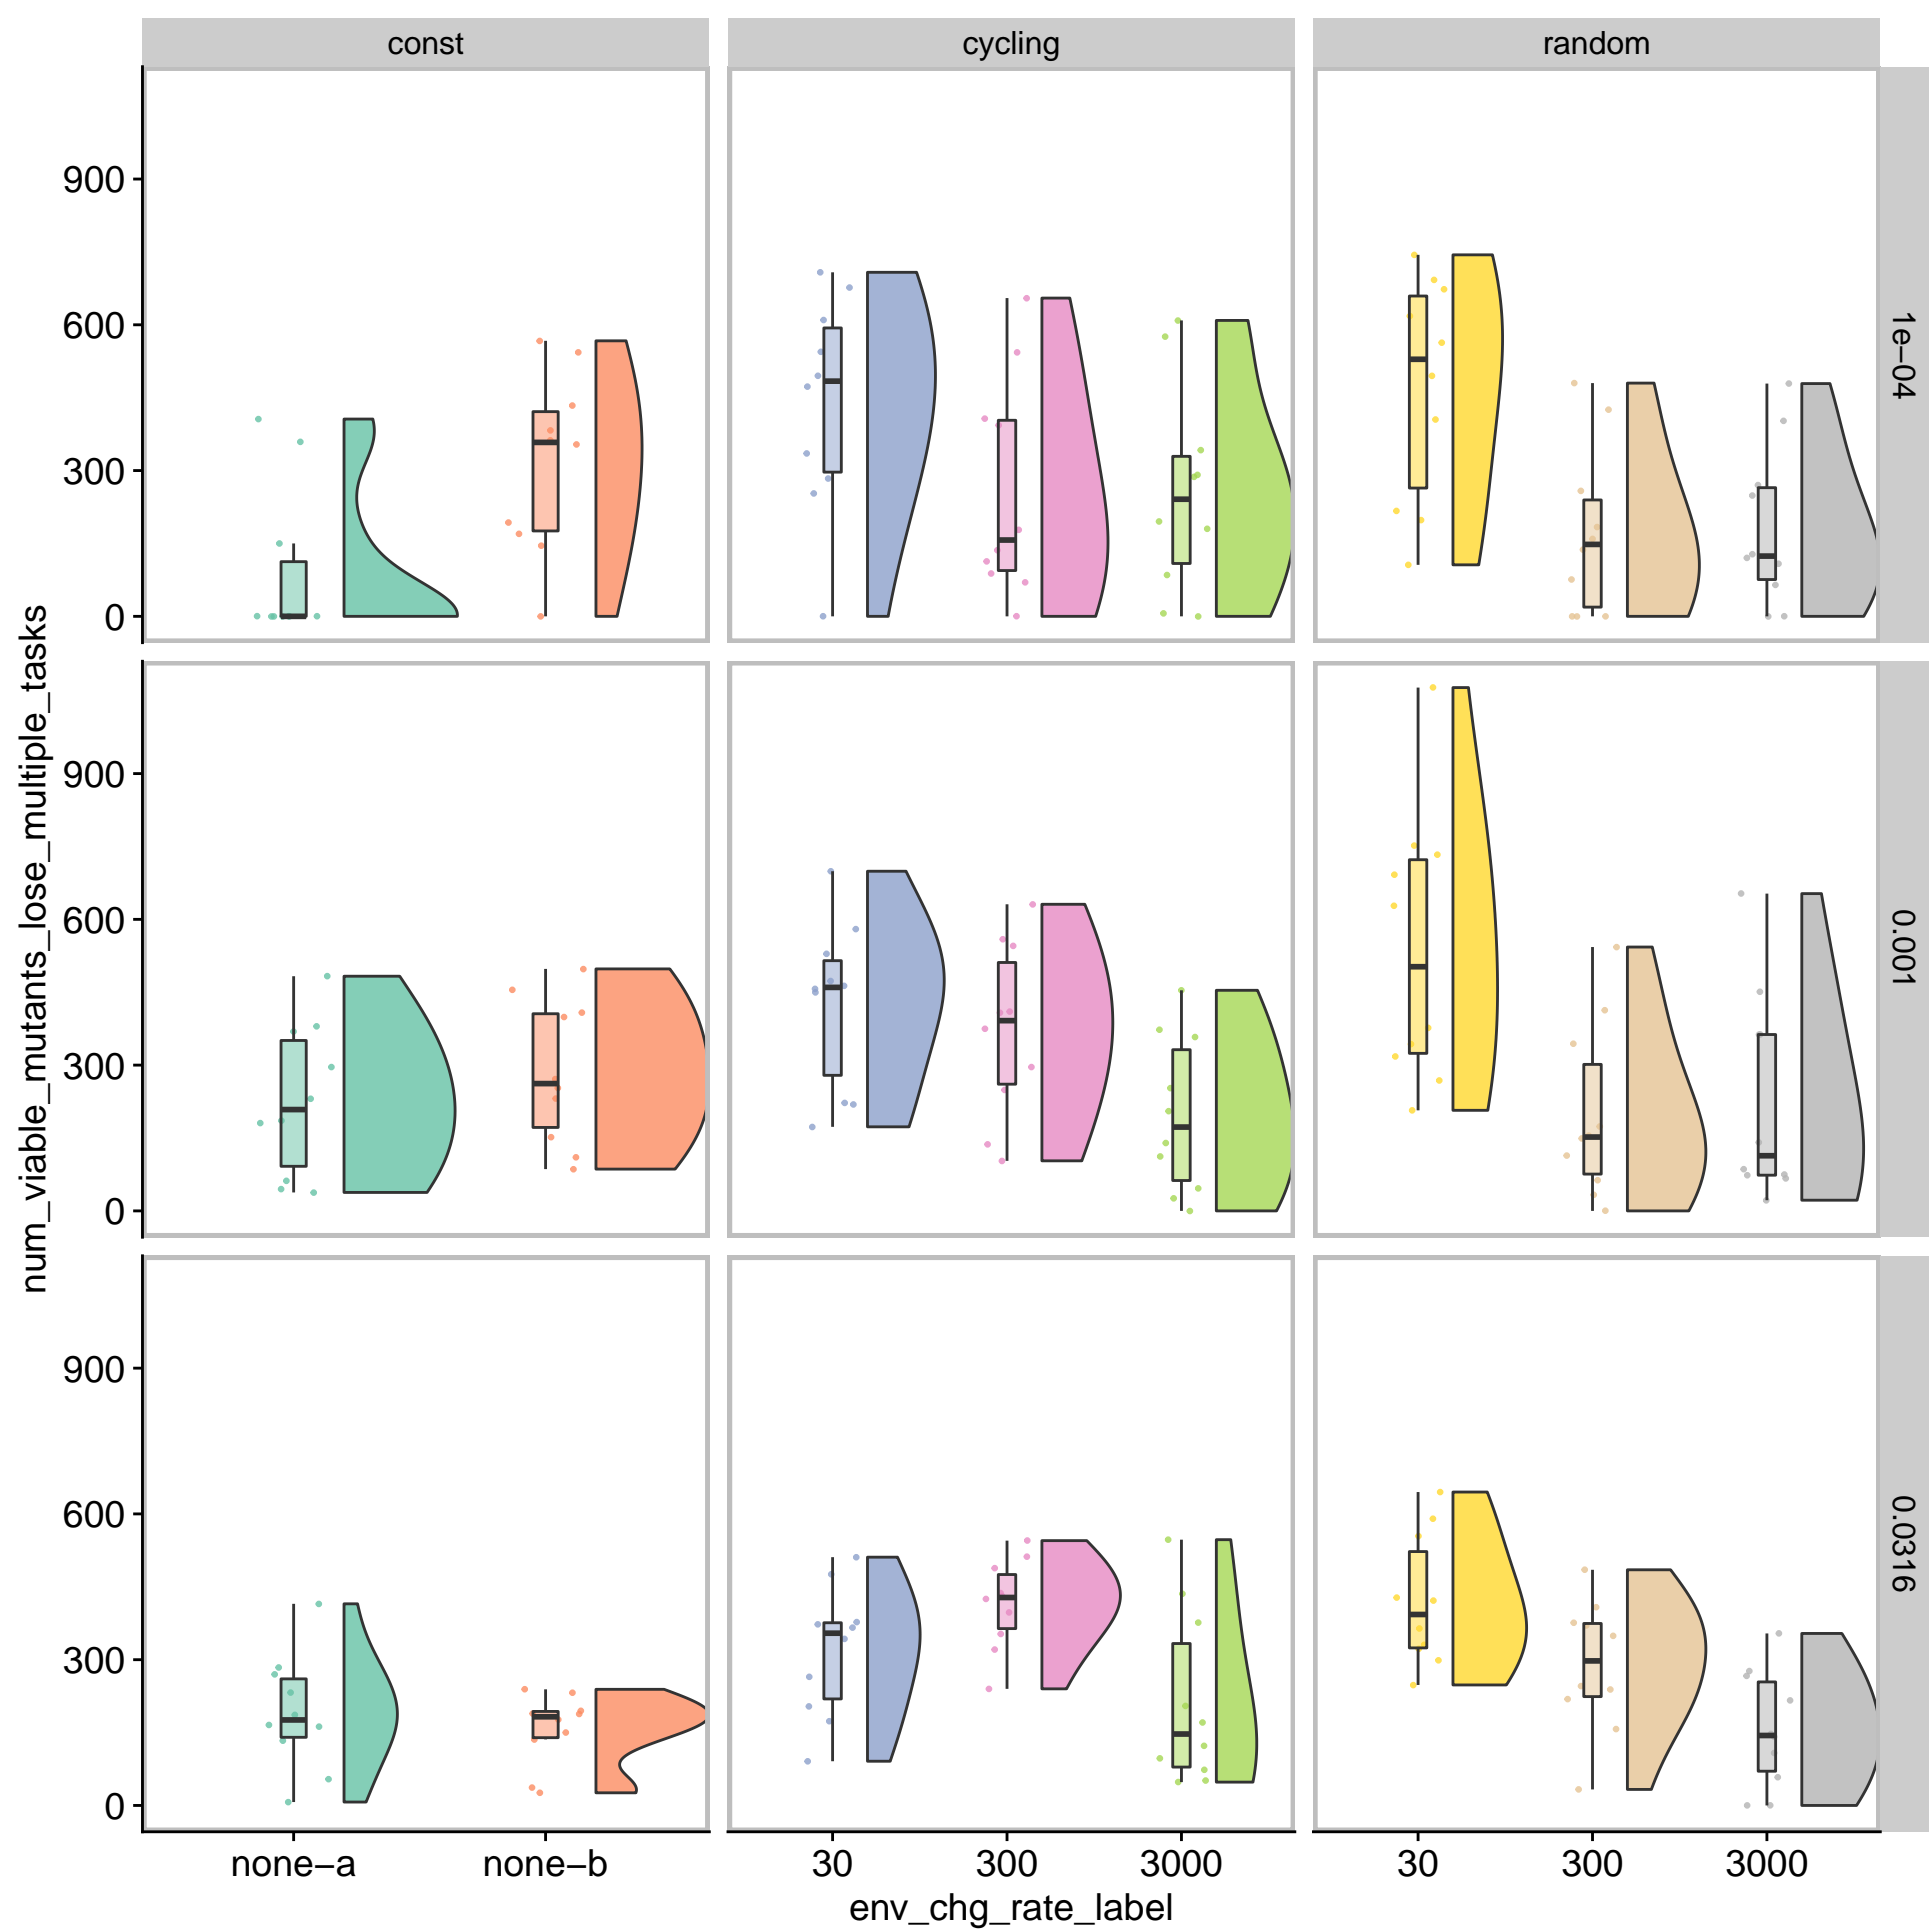 const cycling random
num_viable_mutants_lose_multiple_tasks
900
600
300
0
1e−04
900
600
300
0
0.001
900
600
300
0
0.0316
none−a none−b 30 300 3000 30 300 3000
env_chg_rate_label